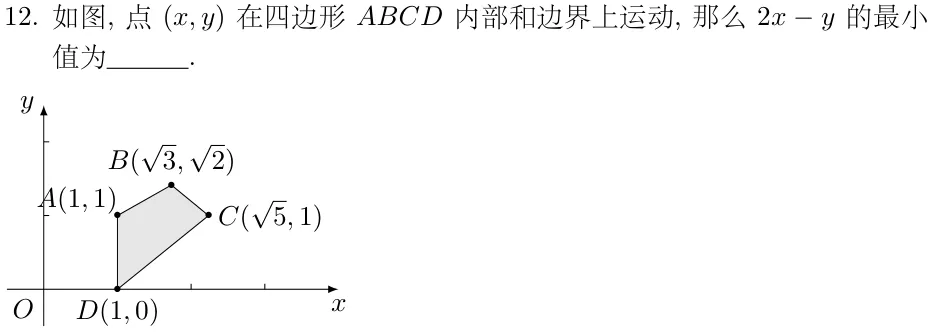 12. 如图, 点 (x, y) 在四边形 ABCD 内部和边界上运动, 那么 2x − y 的最小
值为______.
y
B(√3, √2)
A(1, 1)
C(√5, 1)
O
D(1, 0)
x